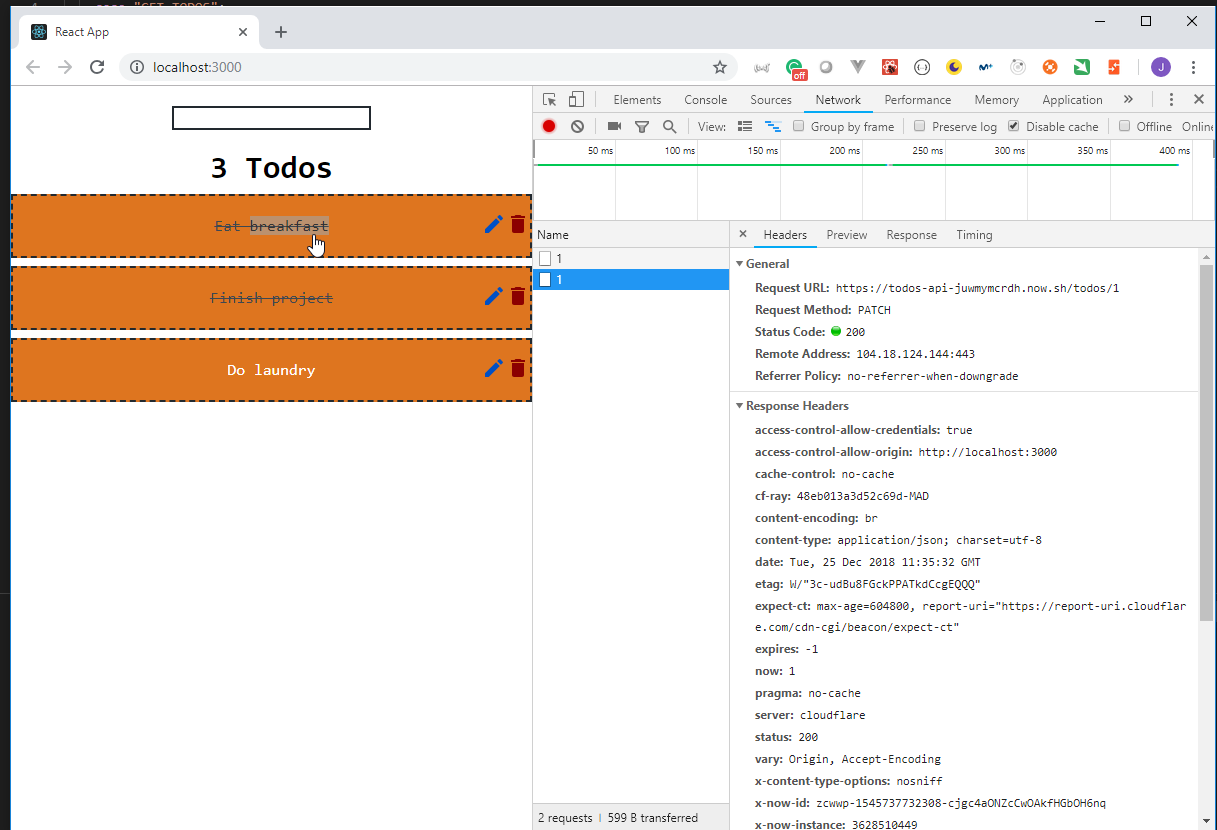 4 case "GET_TODOS":
React App
localhost:3000
off
J
Elements Console Sources Network Performance Memory Application
View: Group by frame Preserve log Disable cache Offline Online
50 ms 100 ms 150 ms 200 ms 250 ms 300 ms 350 ms 400 ms
3 Todos
Eat breakfast
Finish project
Do laundry
Name
1
1
2 requests 599 B transferred
Headers Preview Response Timing
General
Request URL: https://todos-api-juwmymcrdh.now.sh/todos/1
Request Method: PATCH
Status Code: 200
Remote Address: 104.18.124.144:443
Referrer Policy: no-referrer-when-downgrade
Response Headers
access-control-allow-credentials: true
access-control-allow-origin: http://localhost:3000
cache-control: no-cache
cf-ray: 48eb013a3d52c69d-MAD
content-encoding: br
content-type: application/json; charset=utf-8
date: Tue, 25 Dec 2018 11:35:32 GMT
etag: W/"3c-udBu8FGckPPATkdCcgEQQQ"
expect-ct: max-age=604800, report-uri="https://report-uri.cloudflar
e.com/cdn-cgi/beacon/expect-ct"
expires: -1
now: 1
pragma: no-cache
server: cloudflare
status: 200
vary: Origin, Accept-Encoding
x-content-type-options: nosniff
x-now-id: zcwwp-1545737732308-cjgc4aONZcCwOAkfHGbOH6nq
x-now-instance: 3628510449